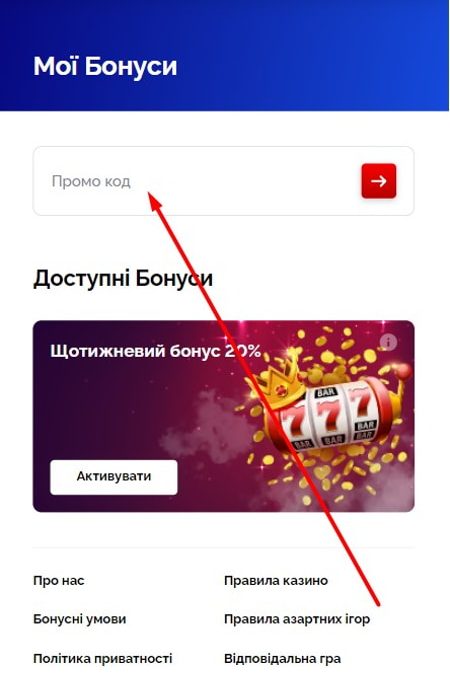 Мої Бонуси
Промо код
Доступні Бонуси
Щотижневий бонус 20%
i
BAR
7 7 7
BAR BAR BAR
BAR BAR
Активувати
Про нас Правила казино
Бонусні умови Правила азартних ігор
Політика приватності Відповідальна гра